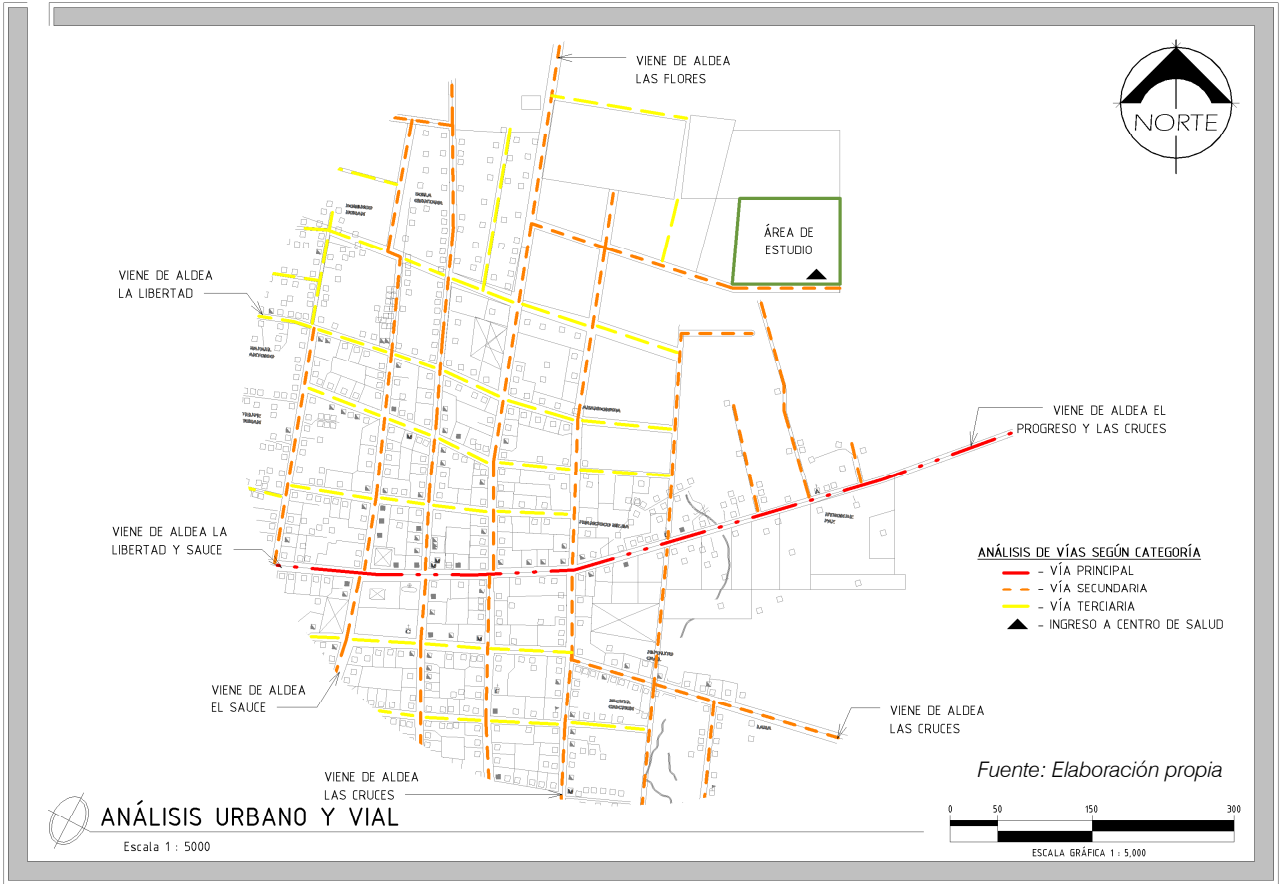 VIENE DE ALDEA
LAS FLORES
NORTE
ÁREA DE
ESTUDIO
VIENE DE ALDEA
LA LIBERTAD
VIENE DE ALDEA EL
PROGRESO Y LAS CRUCES
VIENE DE ALDEA LA
LIBERTAD Y SAUCE
ANÁLISIS DE VÍAS SEGÚN CATEGORÍA
- VÍA PRINCIPAL
- VÍA SECUNDARIA
- VÍA TERCIARIA
- INGRESO A CENTRO DE SALUD
VIENE DE ALDEA
EL SAUCE
VIENE DE ALDEA
LAS CRUCES
VIENE DE ALDEA
LAS CRUCES
Fuente: Elaboración propia
ANÁLISIS URBANO Y VIAL
Escala 1 : 5000
0 50 150 300
ESCALA GRÁFICA 1 : 5,000